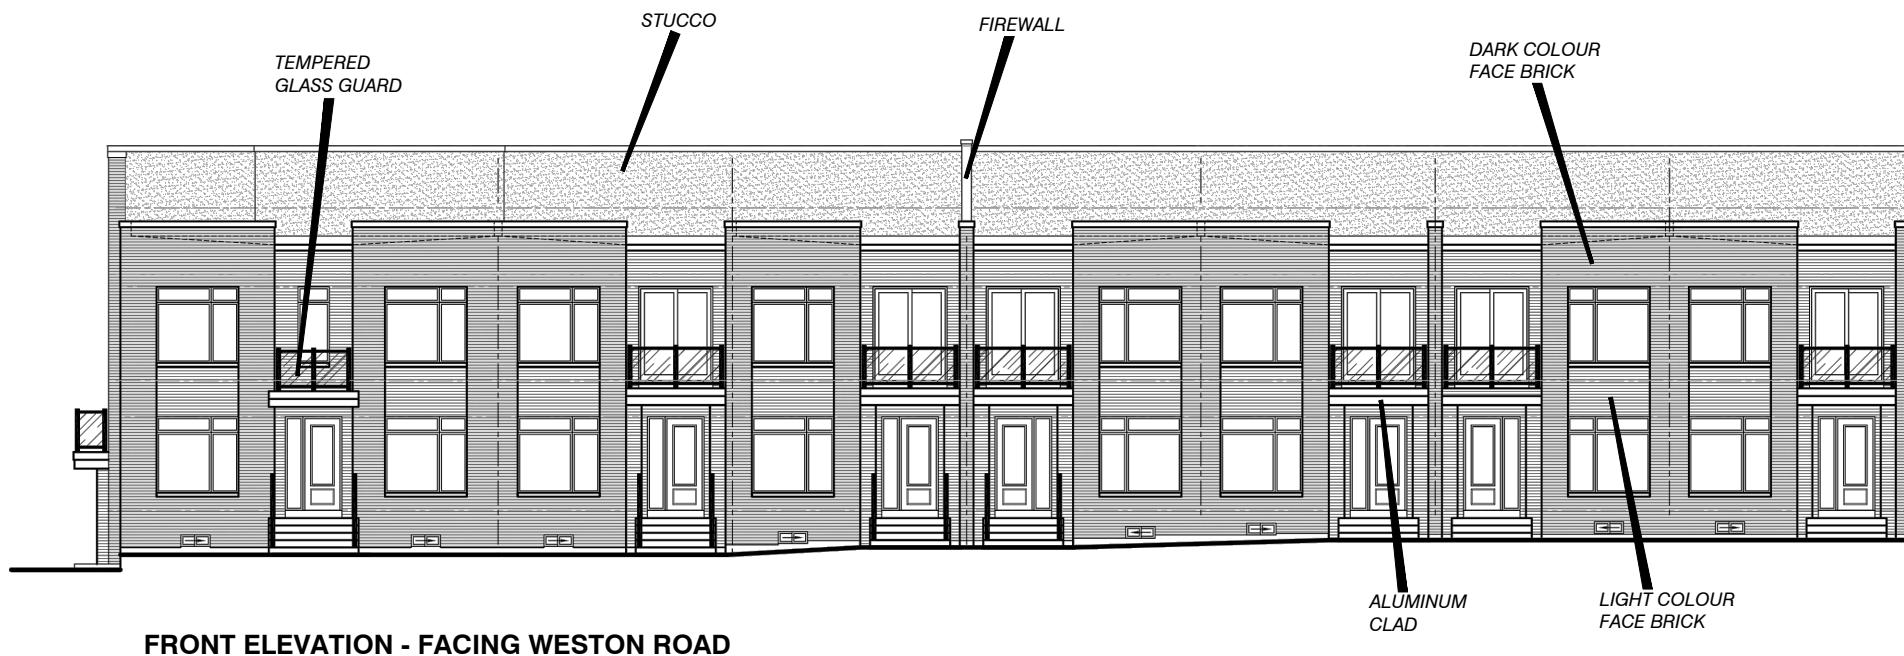 STUCCO
FIREWALL
DARK COLOUR
FACE BRICK
TEMPERED
GLASS GUARD
ALUMINUM
CLAD
LIGHT COLOUR
FACE BRICK
FRONT ELEVATION - FACING WESTON ROAD